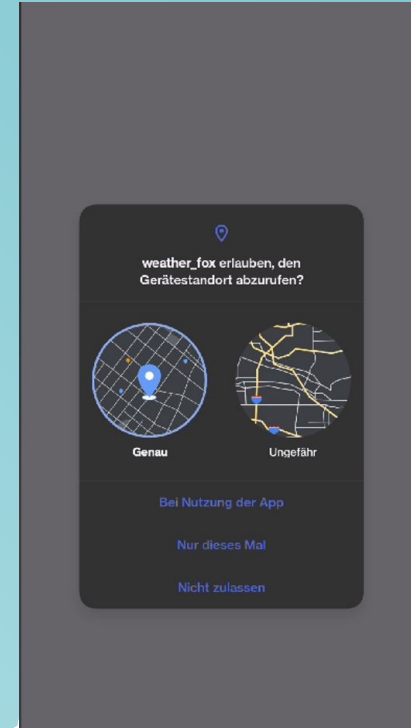 weather_fox erlauben, den
Gerätestandort abzurufen?
Genau
Ungefähr
Bei Nutzung der App
Nur dieses Mal
Nicht zulassen